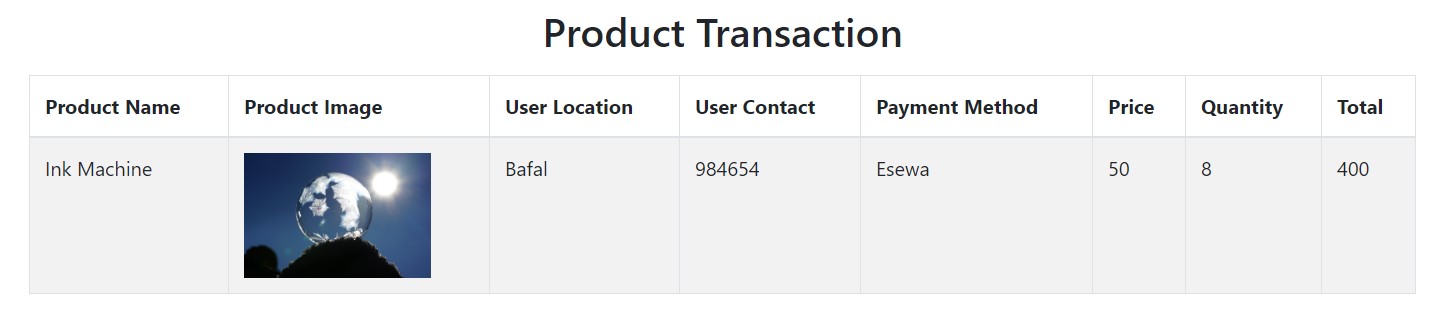 Product Transaction
Product Name Product Image User Location User Contact Payment Method Price Quantity Total
Ink Machine Bafal 984654 Esewa 50 8 400